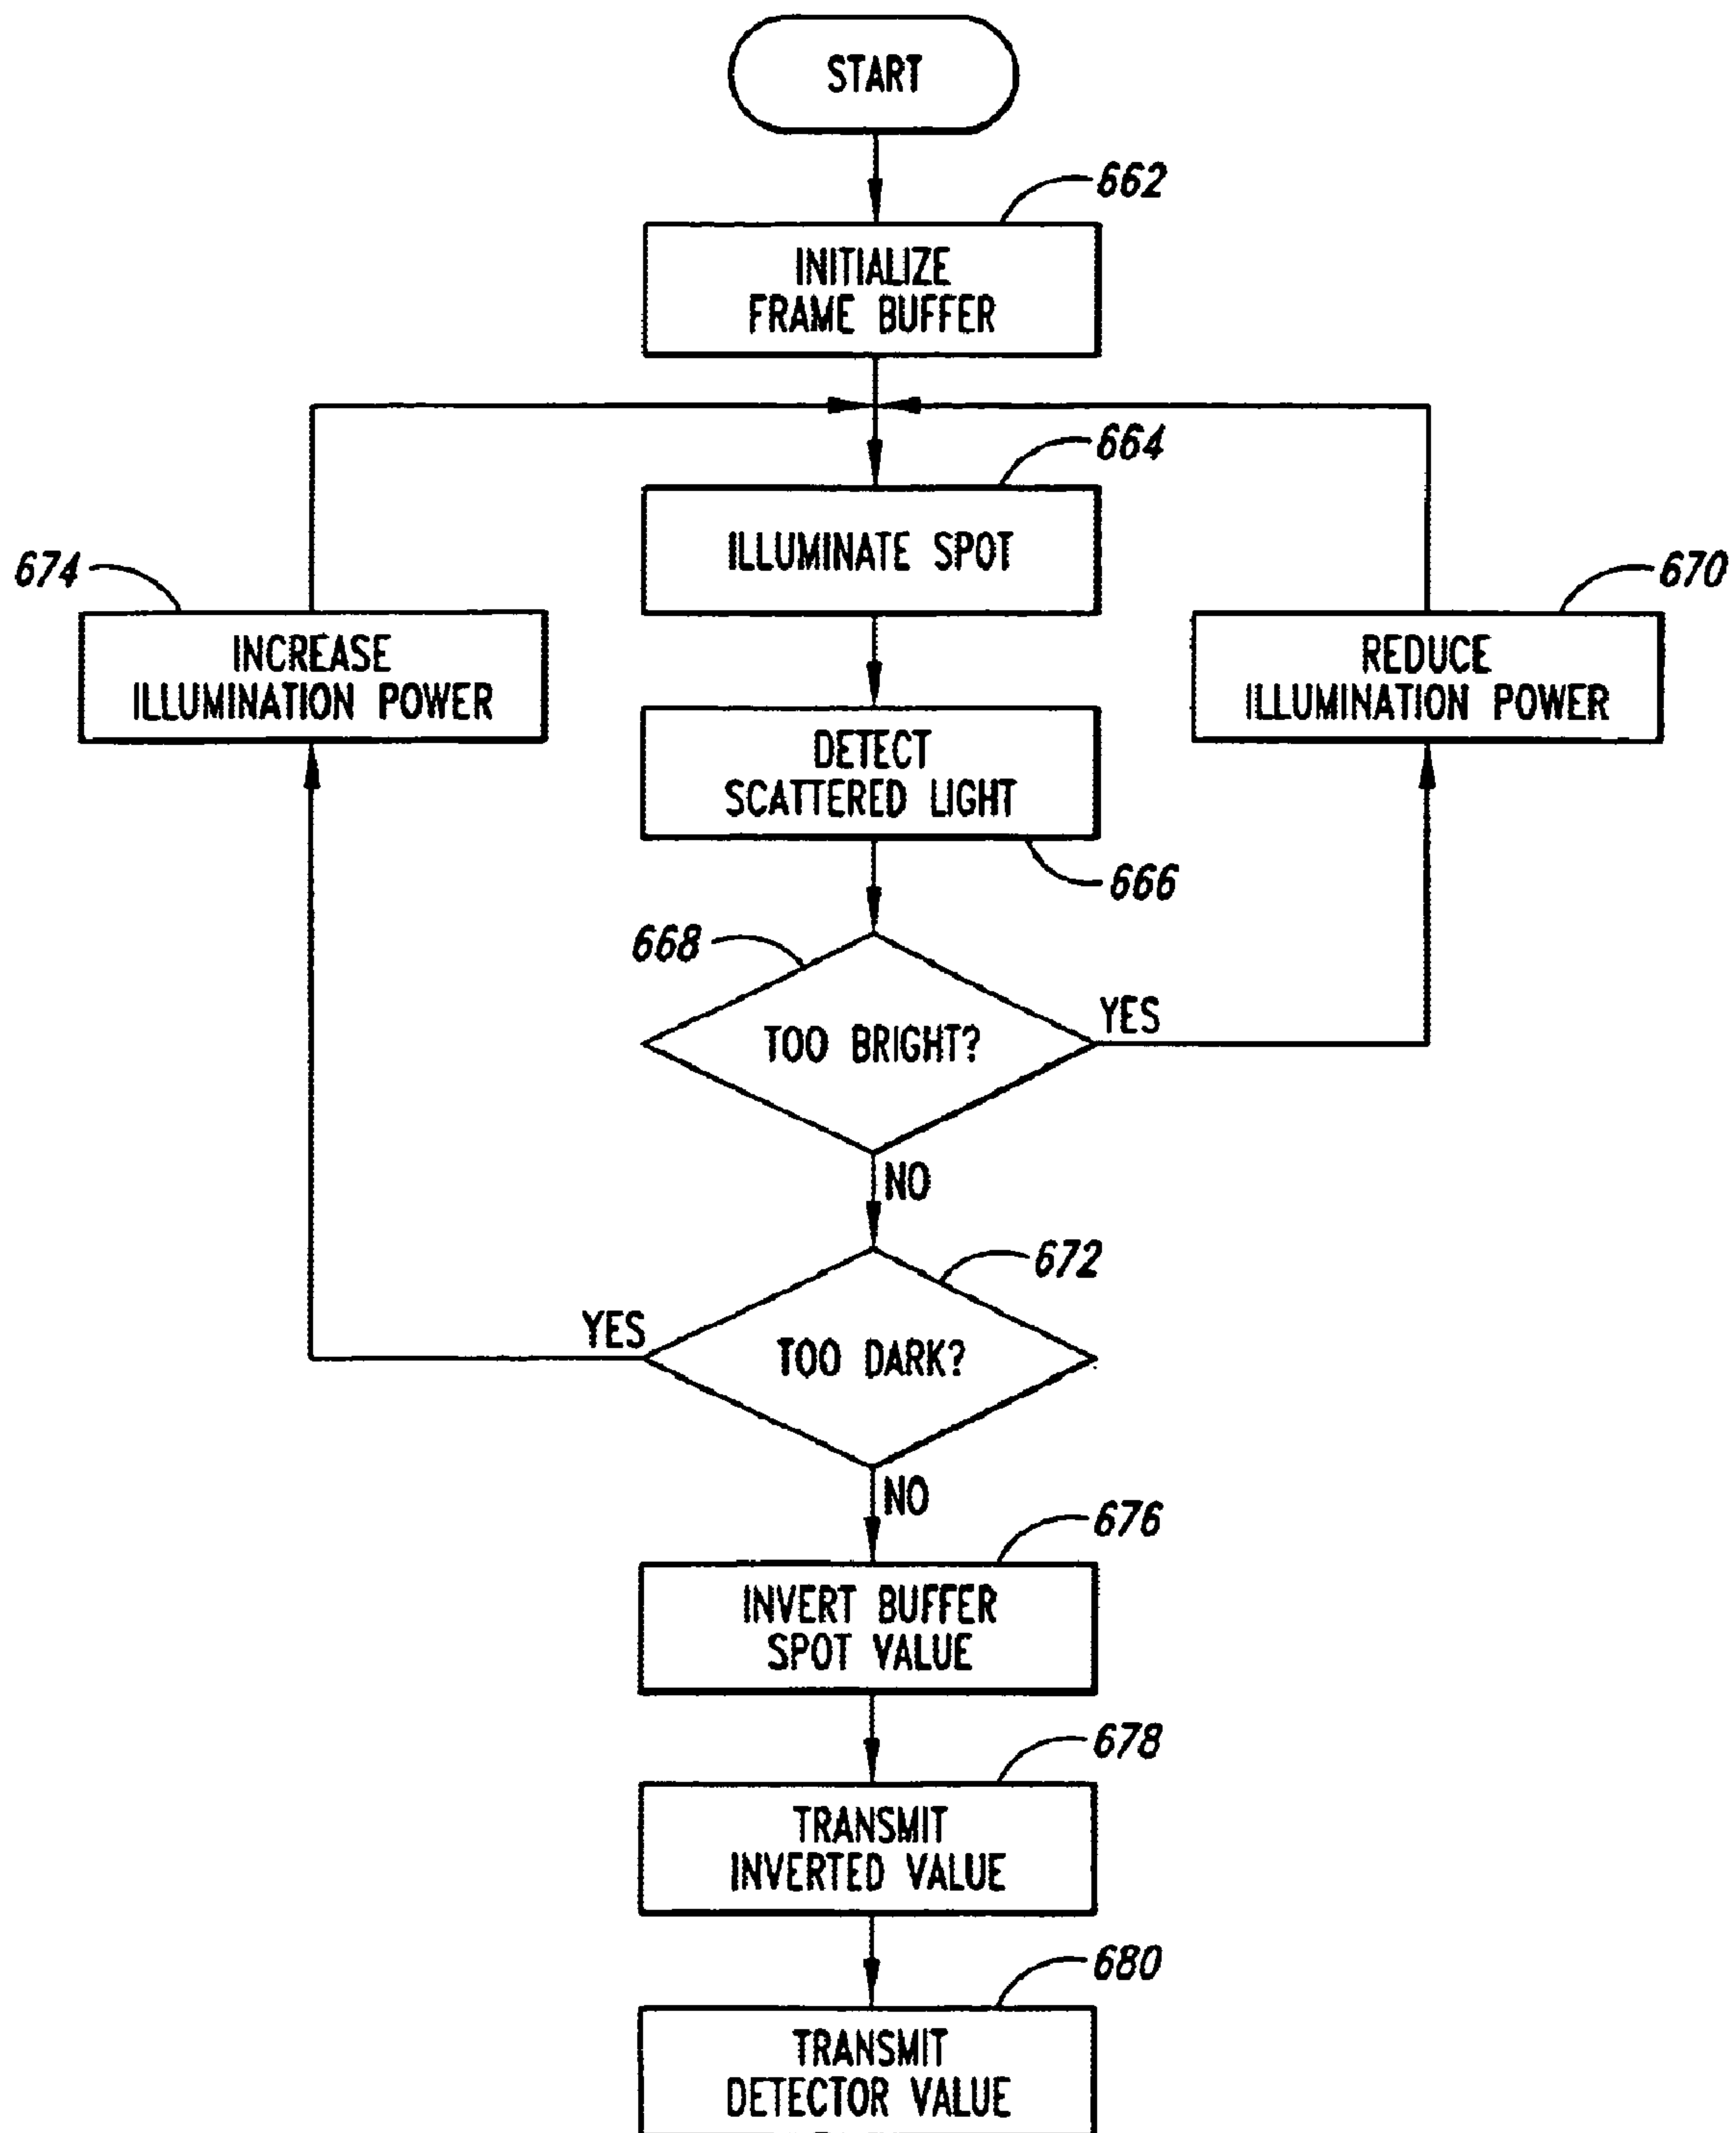 START
662
INITIALIZE
FRAME BUFFER
664
ILLUMINATE SPOT
674
INCREASE
ILLUMINATION POWER
670
REDUCE
ILLUMINATION POWER
DETECT
SCATTERED LIGHT
666
668
TOO BRIGHT?
YES
NO
672
TOO DARK?
YES
NO
676
INVERT BUFFER
SPOT VALUE
678
TRANSMIT
INVERTED VALUE
680
TRANSMIT
DETECTOR VALUE